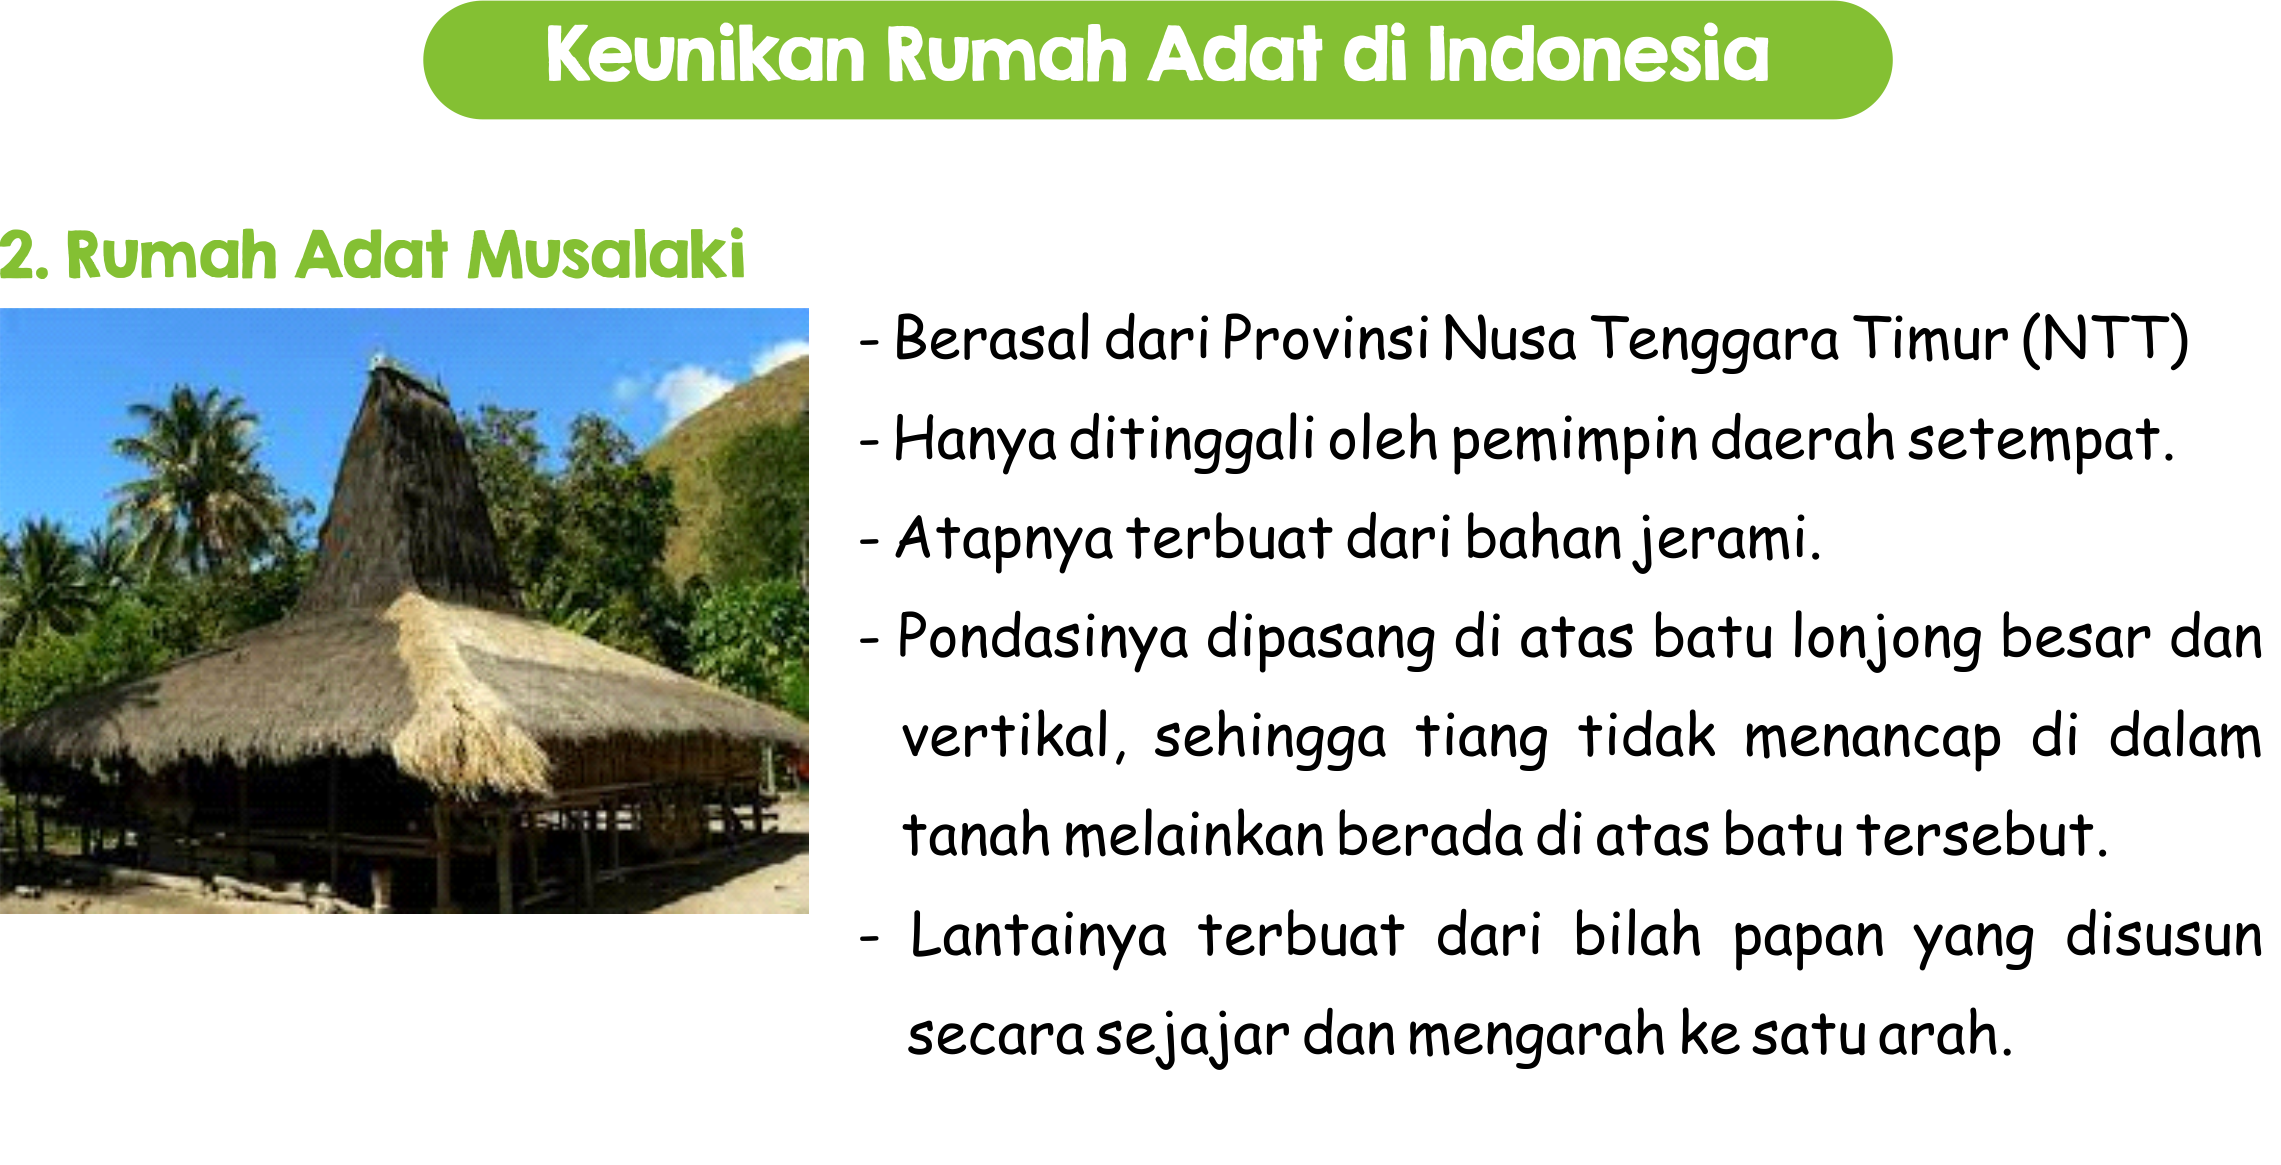 Keunikan Rumah Adat di Indonesia
2. Rumah Adat Musalaki
- Berasal dari Provinsi Nusa Tenggara Timur (NTT)
- Hanya ditinggali oleh pemimpin daerah setempat.
- Atapnya terbuat dari bahan jerami.
- Pondasinya dipasang di atas batu lonjong besar dan
vertikal, sehingga tiang tidak menancap di dalam
tanah melainkan berada di atas batu tersebut.
- Lantainya terbuat dari bilah papan yang disusun
secara sejajar dan mengarah ke satu arah.